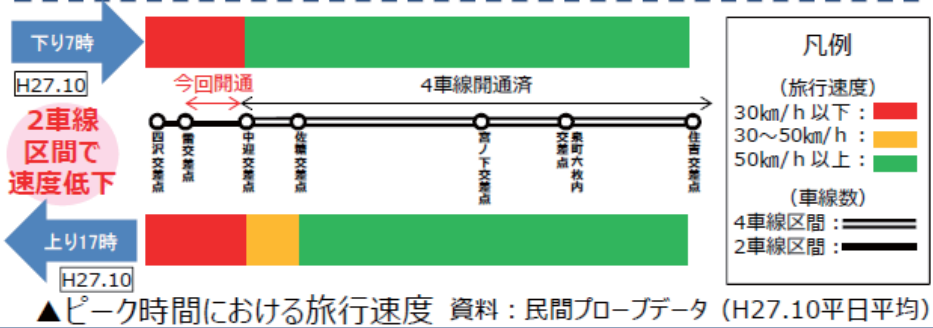 下り7時
H27.10
2車線
区間で
速度低下
今回開通
4車線開通済
四沢交差点
雷交差点
中迎交差点
佐糠交差点
宮ノ下交差点
泉町六枚内
交差点
住吉交差点
上り17時
H27.10
凡例
(旅行速度)
30㎞/h以下:
30~50㎞/h:
50㎞/h以上:
(車線数)
4車線区間:
2車線区間:
▲ピーク時間における旅行速度 資料:民間プローブデータ(H27.10平日平均)